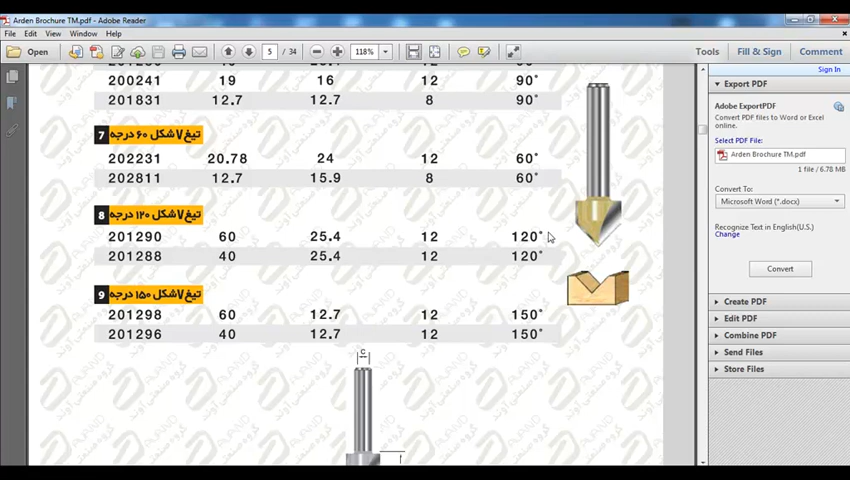 Arden Brochure TM.pdf - Adobe Reader
File Edit View Window Help
Open 5 / 34 118% Tools Fill & Sign Comment
Sign In
200241 19 16 12 90°
201831 12.7 12.7 8 90°
7 تیغ V شکل ۶۰ درجه
202231 20.78 24 12 60°
202811 12.7 15.9 8 60°
8 تیغ V شکل ۱۲۰ درجه
201290 60 25.4 12 120°
201288 40 25.4 12 120°
9 تیغ V شکل ۱۵۰ درجه
201298 60 12.7 12 150°
201296 40 12.7 12 150°
C
Export PDF
Adobe ExportPDF
Convert PDF files to Word or Excel
online.
Select PDF File:
Arden Brochure TM.pdf
1 file / 6.78 MB
Convert To:
Microsoft Word (*.docx)
Recognize Text in English(U.S.)
Change
Convert
Create PDF
Edit PDF
Combine PDF
Send Files
Store Files